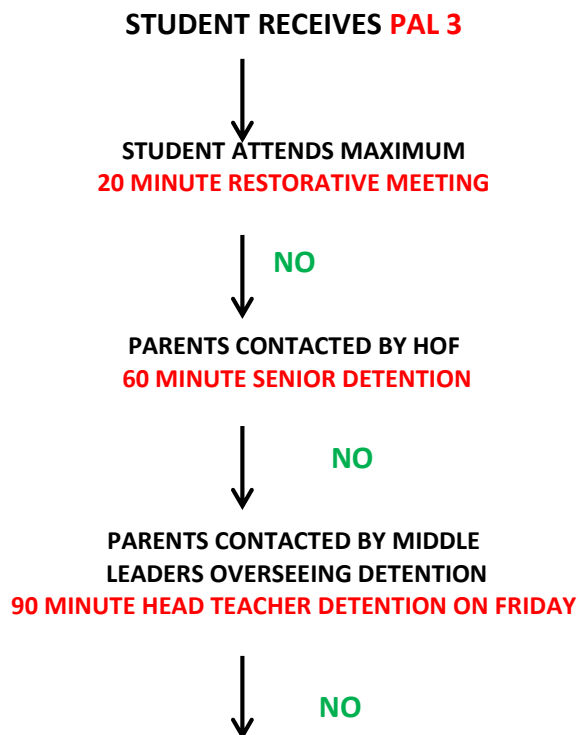 STUDENT RECEIVES PAL 3
STUDENT ATTENDS MAXIMUM
20 MINUTE RESTORATIVE MEETING
NO
PARENTS CONTACTED BY HOF
60 MINUTE SENIOR DETENTION
NO
PARENTS CONTACTED BY MIDDLE
LEADERS OVERSEEING DETENTION
90 MINUTE HEAD TEACHER DETENTION ON FRIDAY
NO